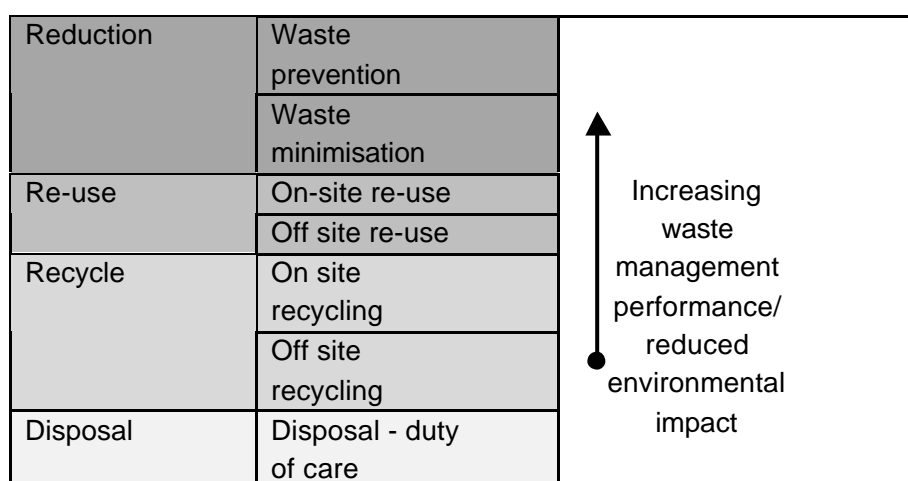 Reduction
Waste
prevention
Waste
minimisation
Re-use
On-site re-use
Off site re-use
Recycle
On site
recycling
Off site
recycling
Disposal
Disposal - duty
of care
Increasing
waste
management
performance/
reduced
environmental
impact